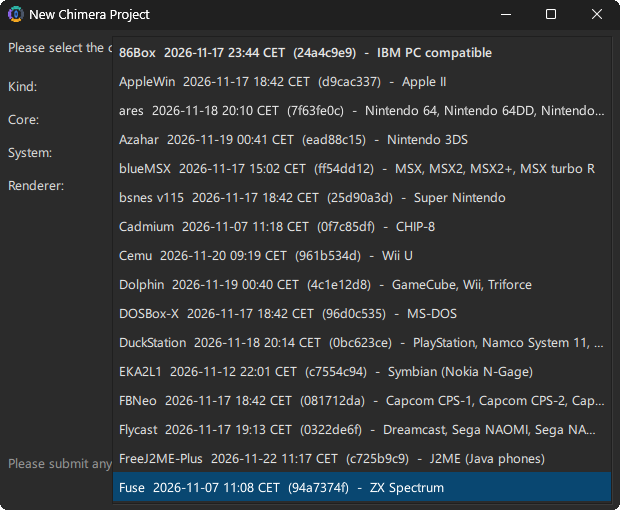 New Chimera Project
Please select the c
86Box 2026-11-17 23:44 CET (24a4c9e9) - IBM PC compatible
AppleWin 2026-11-17 18:42 CET (d9cac337) - Apple II
Kind:
ares 2026-11-18 20:10 CET (7f63fe0c) - Nintendo 64, Nintendo 64DD, Nintendo...
Core:
Azahar 2026-11-19 00:41 CET (ead88c15) - Nintendo 3DS
System:
blueMSX 2026-11-17 15:02 CET (ff54dd12) - MSX, MSX2, MSX2+, MSX turbo R
Renderer:
bsnes v115 2026-11-17 18:42 CET (25d90a3d) - Super Nintendo
Cadmium 2026-11-07 11:18 CET (0f7c85df) - CHIP-8
Cemu 2026-11-20 09:19 CET (961b534d) - Wii U
Dolphin 2026-11-19 00:40 CET (4c1e12d8) - GameCube, Wii, Triforce
DOSBox-X 2026-11-17 18:42 CET (96d0c535) - MS-DOS
DuckStation 2026-11-18 20:14 CET (0bc623ce) - PlayStation, Namco System 11, ...
EKA2L1 2026-11-12 22:01 CET (c7554c94) - Symbian (Nokia N-Gage)
FBNeo 2026-11-17 18:42 CET (081712da) - Capcom CPS-1, Capcom CPS-2, Cap...
Flycast 2026-11-17 19:13 CET (0322de6f) - Dreamcast, Sega NAOMI, Sega NA...
Please submit any
FreeJ2ME-Plus 2026-11-22 11:17 CET (c725b9c9) - J2ME (Java phones)
Fuse 2026-11-07 11:08 CET (94a7374f) - ZX Spectrum